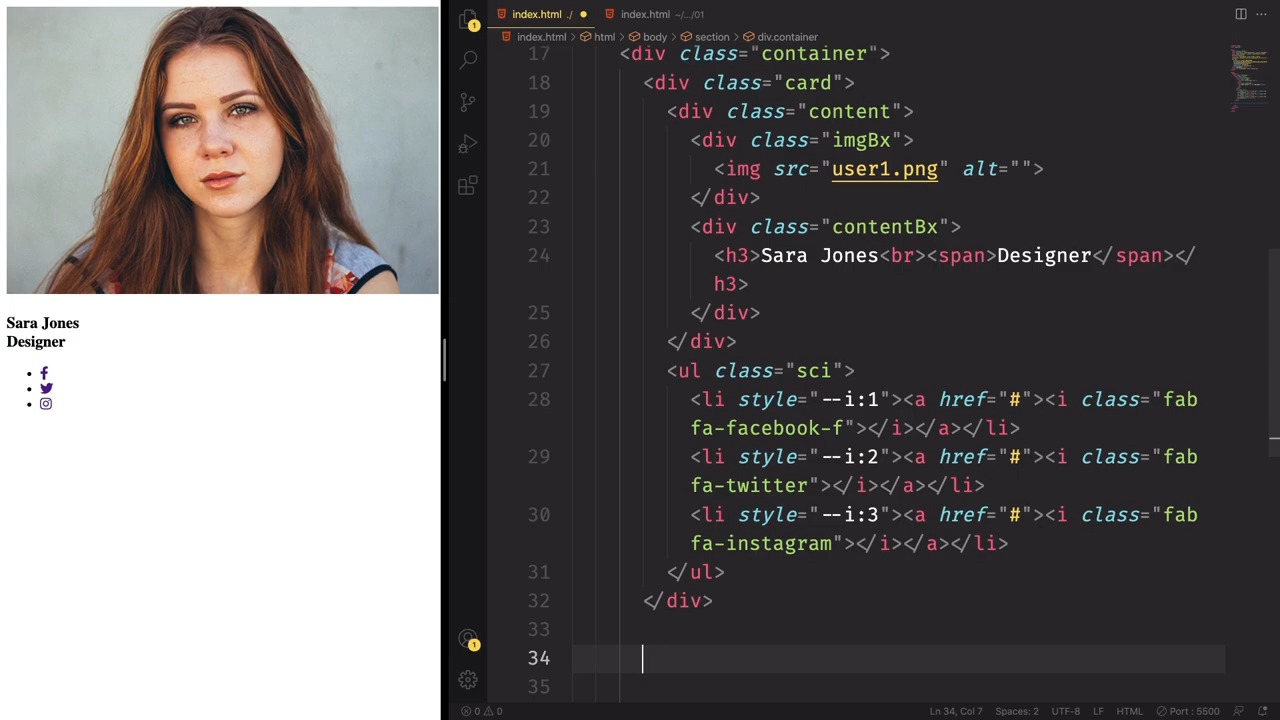 Sara Jones
Designer
index.html ./
index.html ~/.../01
index.html > html > body > section > div.container
17 <div class="container">
18 <div class="card">
19 <div class="content">
20 <div class="imgBx">
21 <img src="user1.png" alt="">
22 </div>
23 <div class="contentBx">
24 <h3>Sara Jones<br><span>Designer</span></
h3>
25 </div>
26 </div>
27 <ul class="sci">
28 <li style="--i:1"><a href="#"><i class="fab
fa-facebook-f"></i></a></li>
29 <li style="--i:2"><a href="#"><i class="fab
fa-twitter"></i></a></li>
30 <li style="--i:3"><a href="#"><i class="fab
fa-instagram"></i></a></li>
31 </ul>
32 </div>
33
34
35
1
1
0 0
Ln 34, Col 7 Spaces: 2 UTF-8 LF HTML Port : 5500